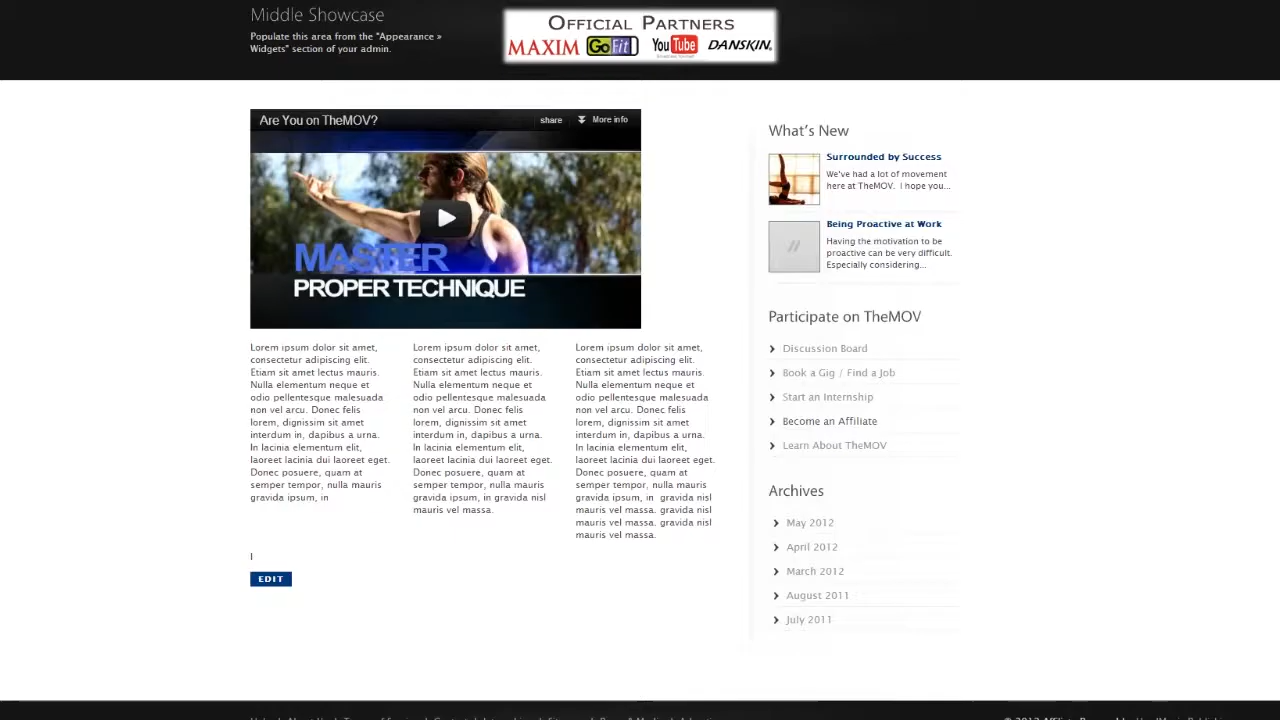 Middle Showcase
Populate this area from the "Appearance »
Widgets" section of your admin.
OFFICIAL PARTNERS
MAXIM GoFit YouTube DANSKIN®
Are You on TheMOV?
share
More info
MASTER
PROPER TECHNIQUE
Lorem ipsum dolor sit amet,
consectetur adipiscing elit.
Etiam sit amet lectus mauris.
Nulla elementum neque et
odio pellentesque malesuada
non vel arcu. Donec felis
lorem, dignissim sit amet
interdum in, dapibus a urna.
In lacinia elementum elit,
laoreet lacinia dui laoreet eget.
Donec posuere, quam at
semper tempor, nulla mauris
gravida ipsum, in
Lorem ipsum dolor sit amet,
consectetur adipiscing elit.
Etiam sit amet lectus mauris.
Nulla elementum neque et
odio pellentesque malesuada
non vel arcu. Donec felis
lorem, dignissim sit amet
interdum in, dapibus a urna.
In lacinia elementum elit,
laoreet lacinia dui laoreet eget.
Donec posuere, quam at
semper tempor, nulla mauris
gravida ipsum, in gravida nisl
mauris vel massa.
Lorem ipsum dolor sit amet,
consectetur adipiscing elit.
Etiam sit amet lectus mauris.
Nulla elementum neque et
odio pellentesque malesuada
non vel arcu. Donec felis
lorem, dignissim sit amet
interdum in, dapibus a urna.
In lacinia elementum elit,
laoreet lacinia dui laoreet eget.
Donec posuere, quam at
semper tempor, nulla mauris
gravida ipsum, in gravida nisl
mauris vel massa. gravida nisl
mauris vel massa. gravida nisl
mauris vel massa.
l
EDIT
What's New
Surrounded by Success
We've had a lot of movement
here at TheMOV. I hope you...
Being Proactive at Work
Having the motivation to be
proactive can be very difficult.
Especially considering...
Participate on TheMOV
Discussion Board
Book a Gig / Find a Job
Start an Internship
Become an Affiliate
Learn About TheMOV
Archives
May 2012
April 2012
March 2012
August 2011
July 2011